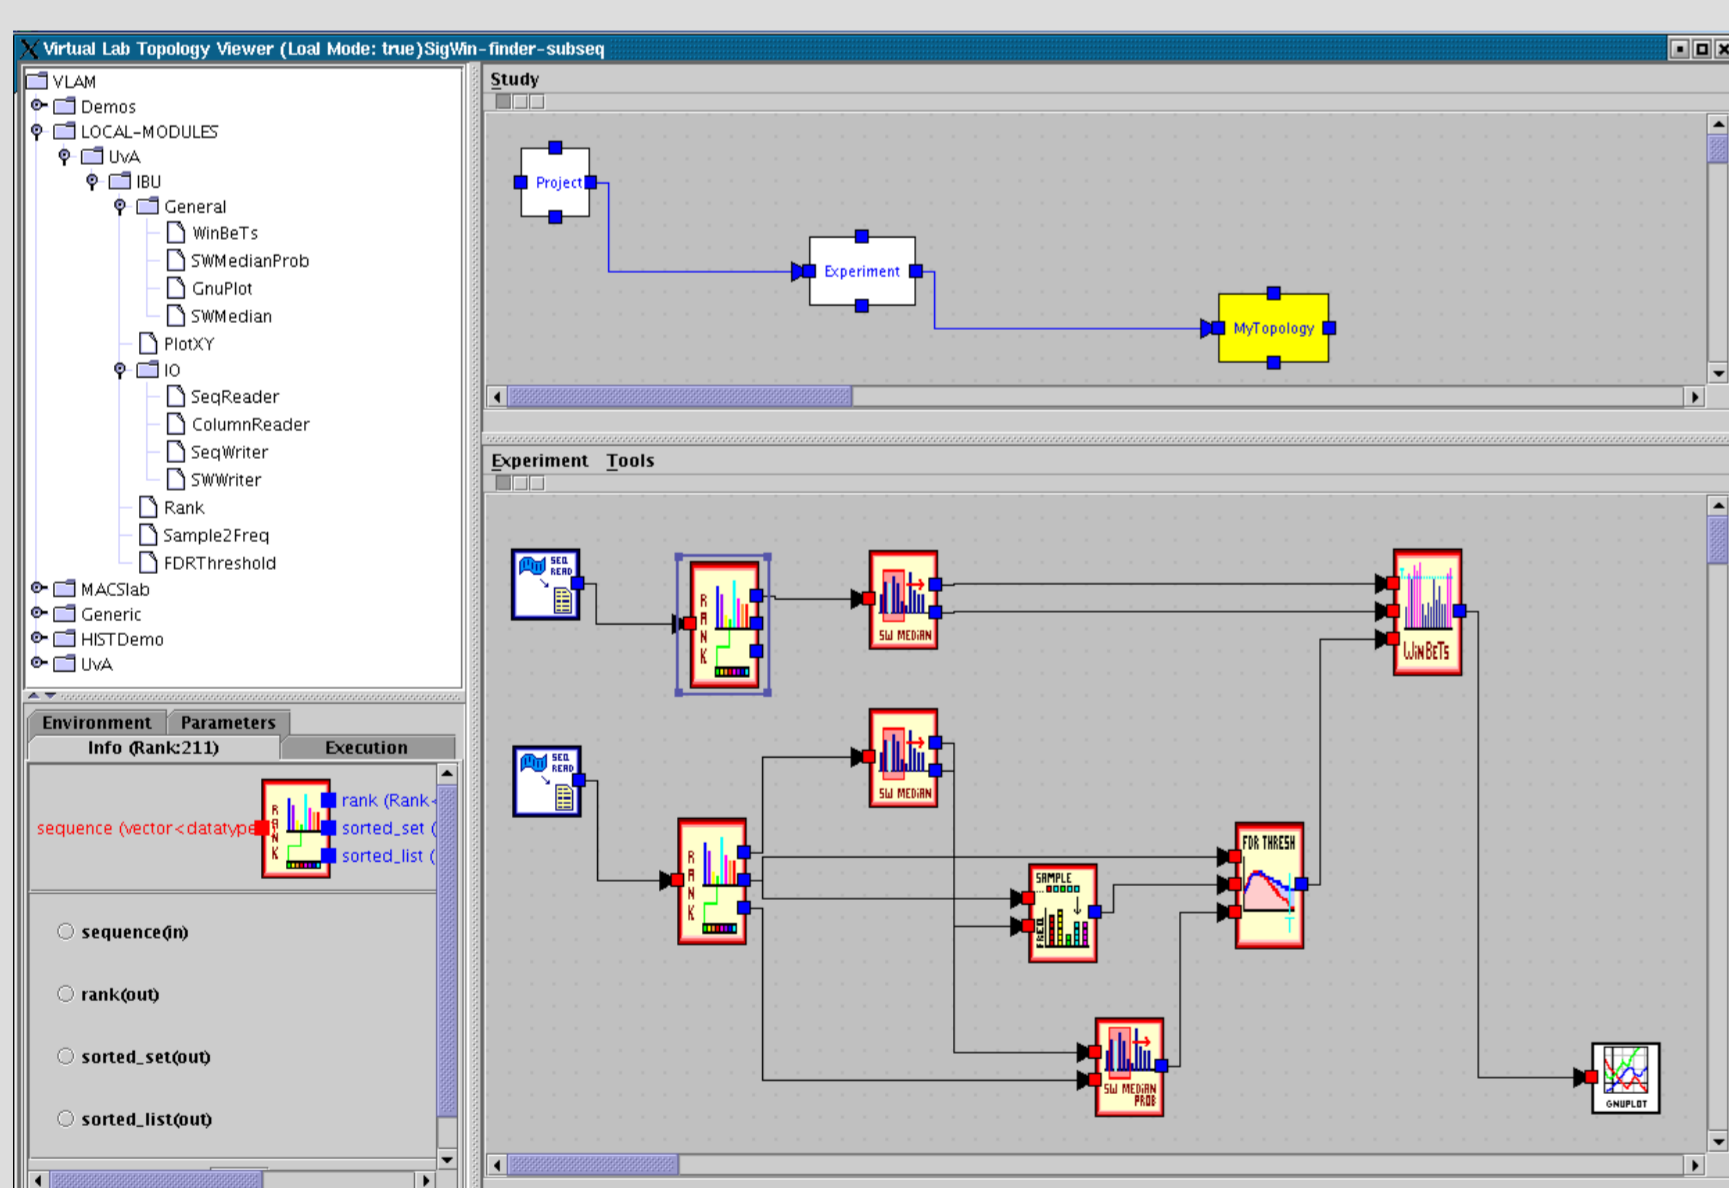 Virtual Lab Topology Viewer (Loal Mode: true)SigWin-finder-subseq
VLAM
Demos
LOCAL-MODULES
UvA
IBU
General
WinBeTs
SWMedianProb
GnuPlot
SWMedian
PlotXY
IO
SeqReader
ColumnReader
SeqWriter
SWWriter
Rank
Sample2Freq
FDRThreshold
MACSlab
Generic
HISTDemo
UvA
Environment Parameters
Info (Rank:211) Execution
rank (Rank<
sequence (vector<datatype
sorted_set (
sorted_list (
RANK
sequence(in)
rank(out)
sorted_set(out)
sorted_list(out)
Study
Project
Experiment
MyTopology
Experiment Tools
SEQ
READ
RANK
SW MEDIAN
WinBeTs
SEQ
READ
SW MEDIAN
RANK
SAMPLE
FREQ
FDR THRESH
SW MEDIAN
PROB
GNUPLOT